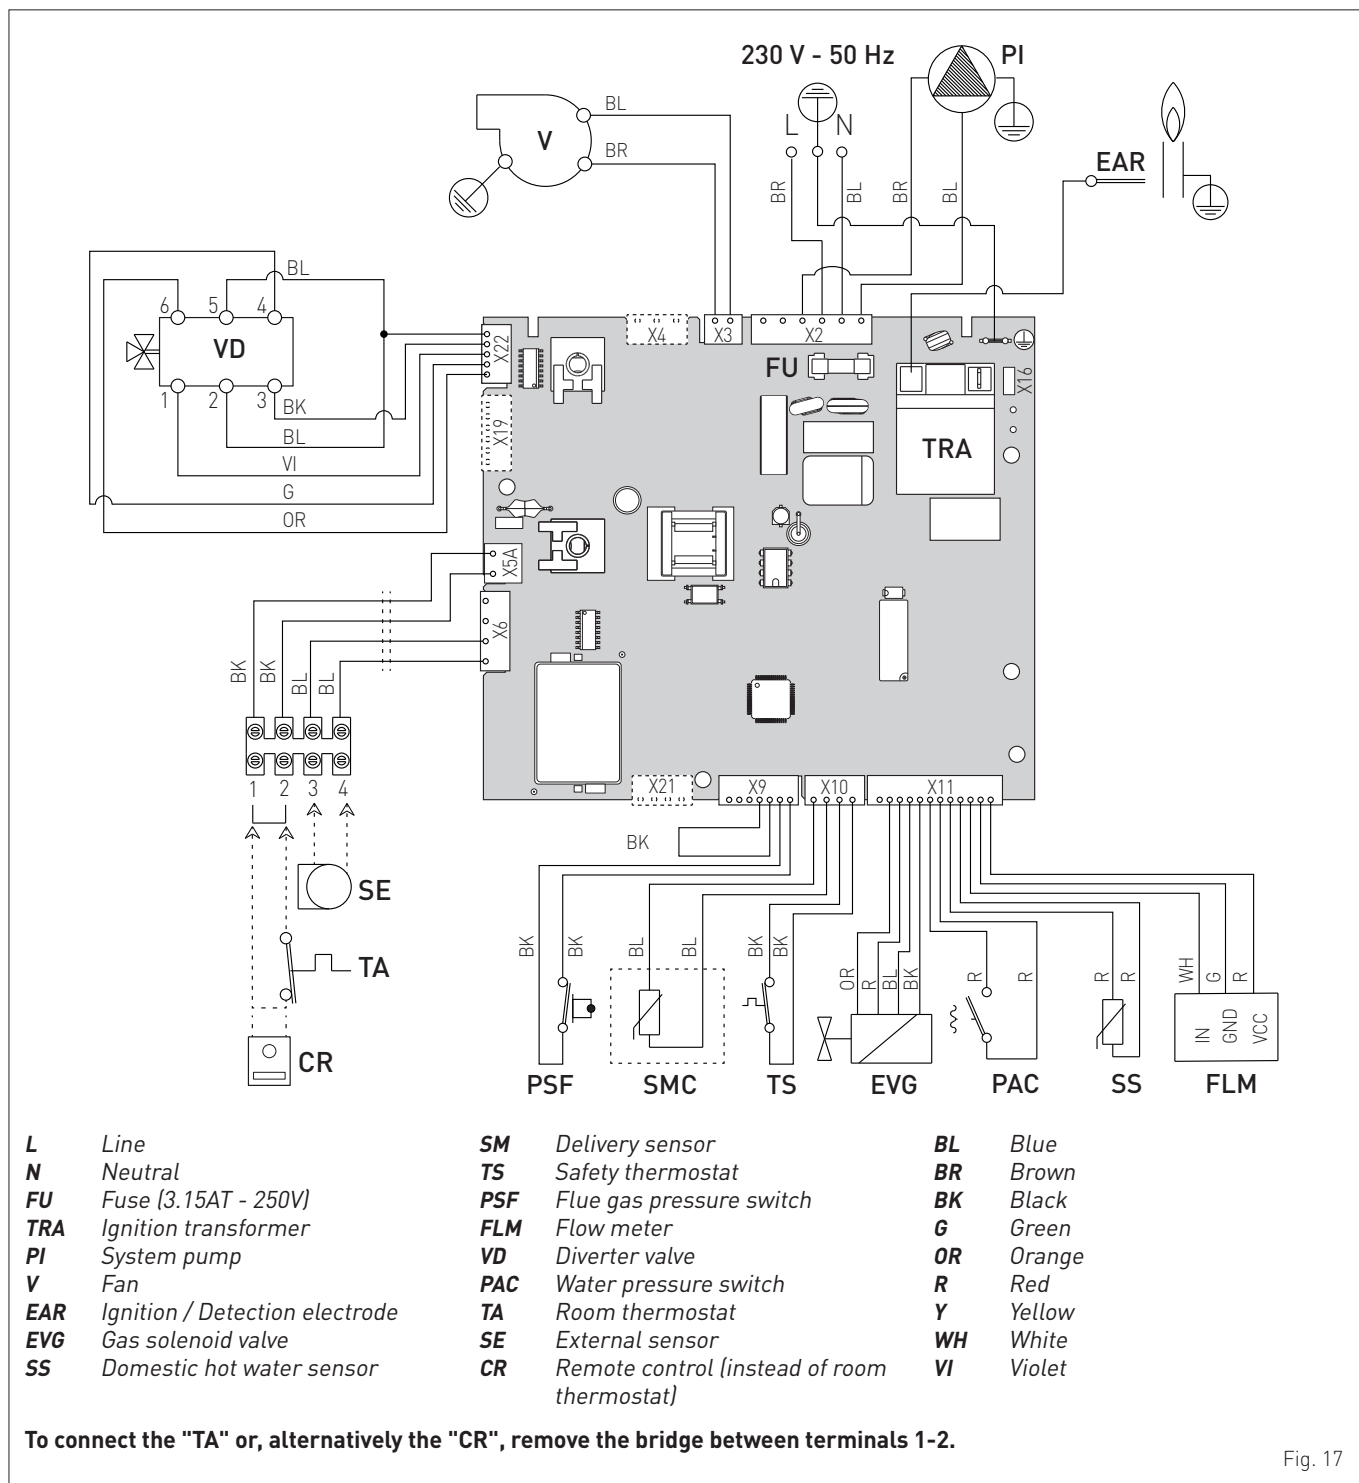 230 V - 50 Hz
PI
BL
V
BR
L
N
BR
BL
BR
BL
EAR
BL
6
5
4
VD
1
2
3
BK
BL
VI
G
OR
X22
X4
X3
X2
FU
X16
X19
TRA
X5A
X6
BK
BK
BL
BL
1
2
3
4
SE
TA
CR
X21
X9
X10
X11
BK
BK
BK
BL
BL
BK
BK
OR
R
BL
BK
R
R
R
R
WH
G
R
IN
GND
VCC
PSF
SMC
TS
EVG
PAC
SS
FLM
L Line
N Neutral
FU Fuse (3.15AT - 250V)
TRA Ignition transformer
PI System pump
V Fan
EAR Ignition / Detection electrode
EVG Gas solenoid valve
SS Domestic hot water sensor
SM Delivery sensor
TS Safety thermostat
PSF Flue gas pressure switch
FLM Flow meter
VD Diverter valve
PAC Water pressure switch
TA Room thermostat
SE External sensor
CR Remote control (instead of room
thermostat)
BL Blue
BR Brown
BK Black
G Green
OR Orange
R Red
Y Yellow
WH White
VI Violet
To connect the "TA" or, alternatively the "CR", remove the bridge between terminals 1-2.
Fig. 17